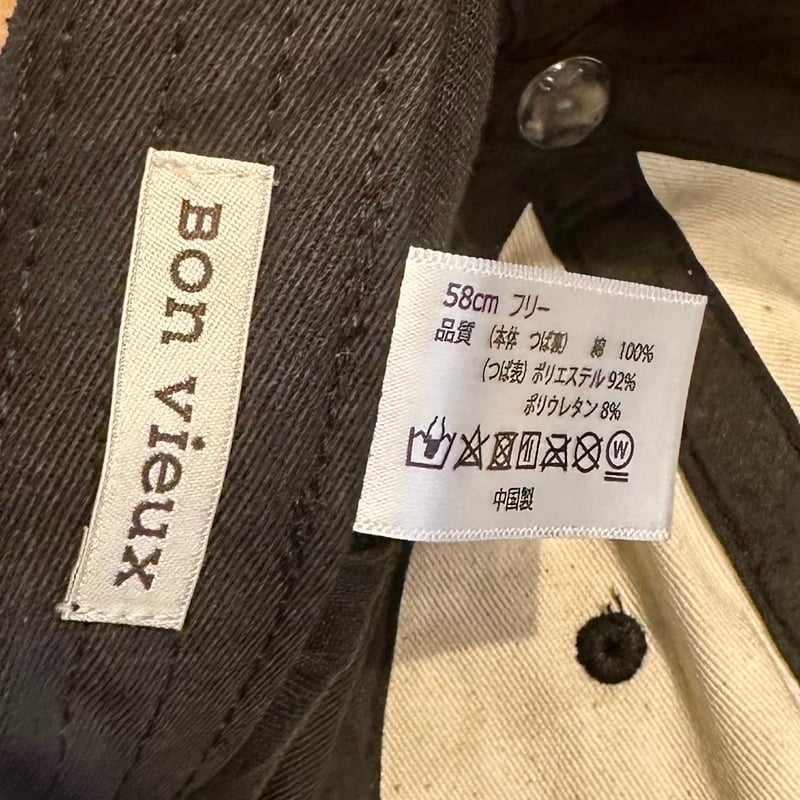 Bon vieux
58cm フリー
品質 (本体 つば裏) 綿 100%
(つば表) ポリエステル 92%
ポリウレタン 8%
W
中国製